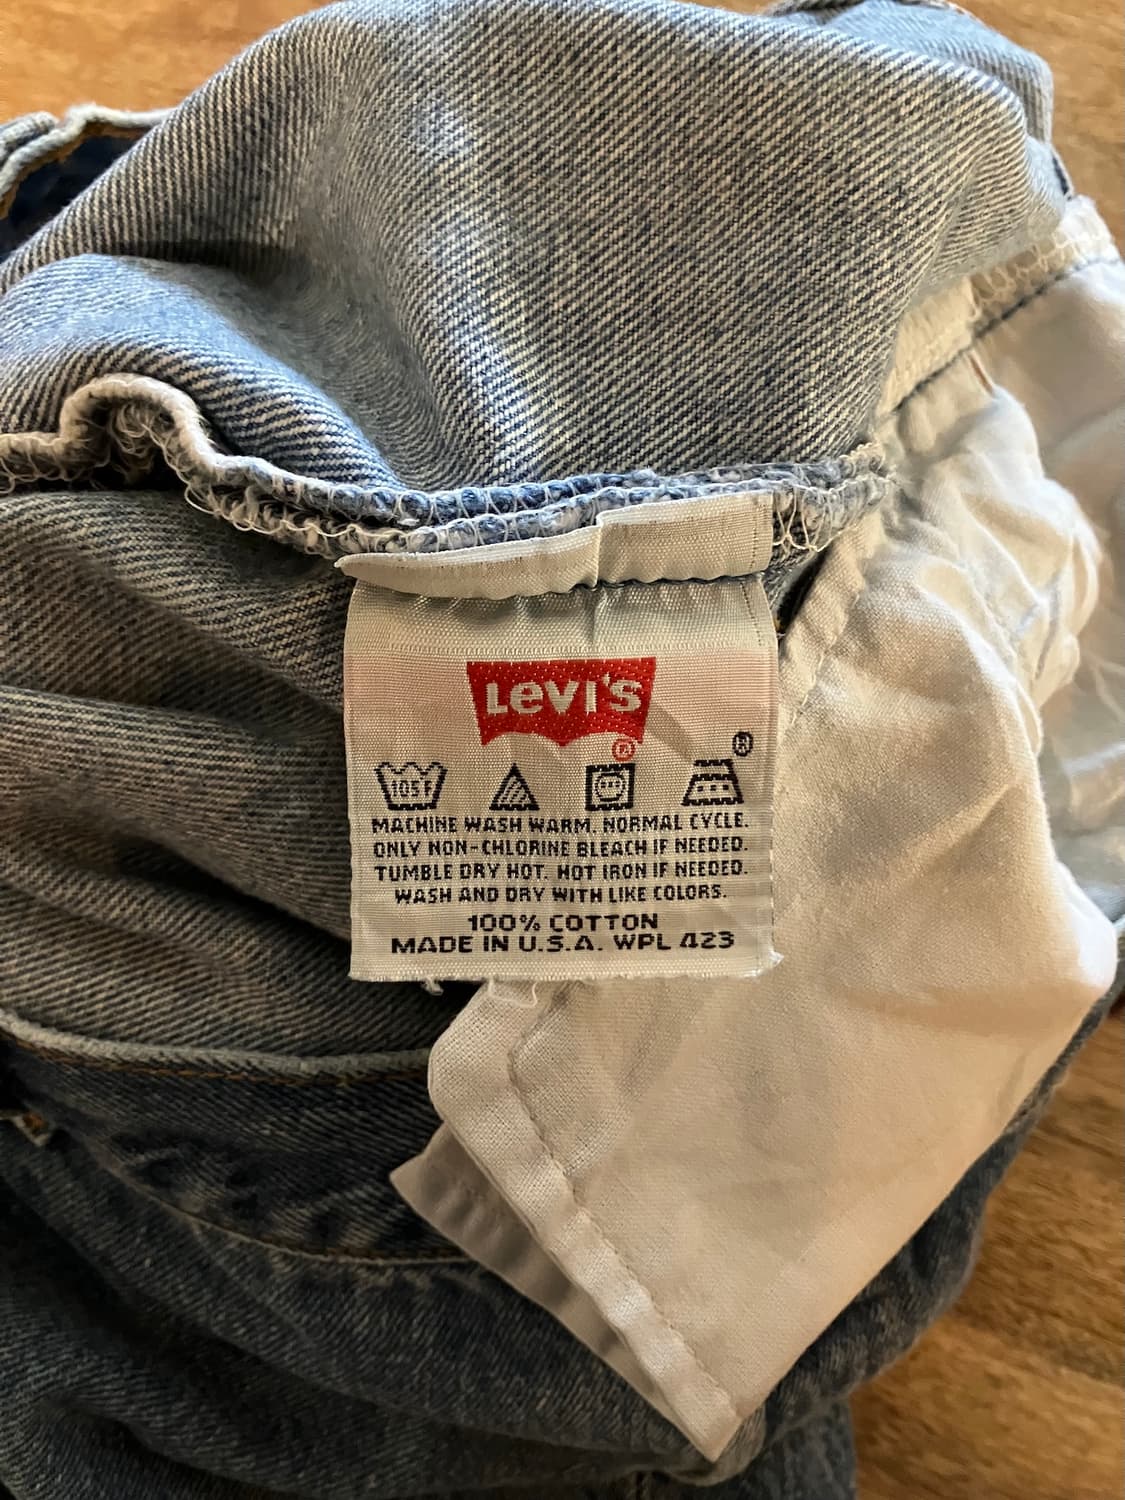 LEVI'S
®
®
105F
MACHINE WASH WARM. NORMAL CYCLE.
ONLY NON-CHLORINE BLEACH IF NEEDED.
TUMBLE DRY HOT. HOT IRON IF NEEDED.
WASH AND DRY WITH LIKE COLORS.
100% COTTON
MADE IN U.S.A. WPL 423